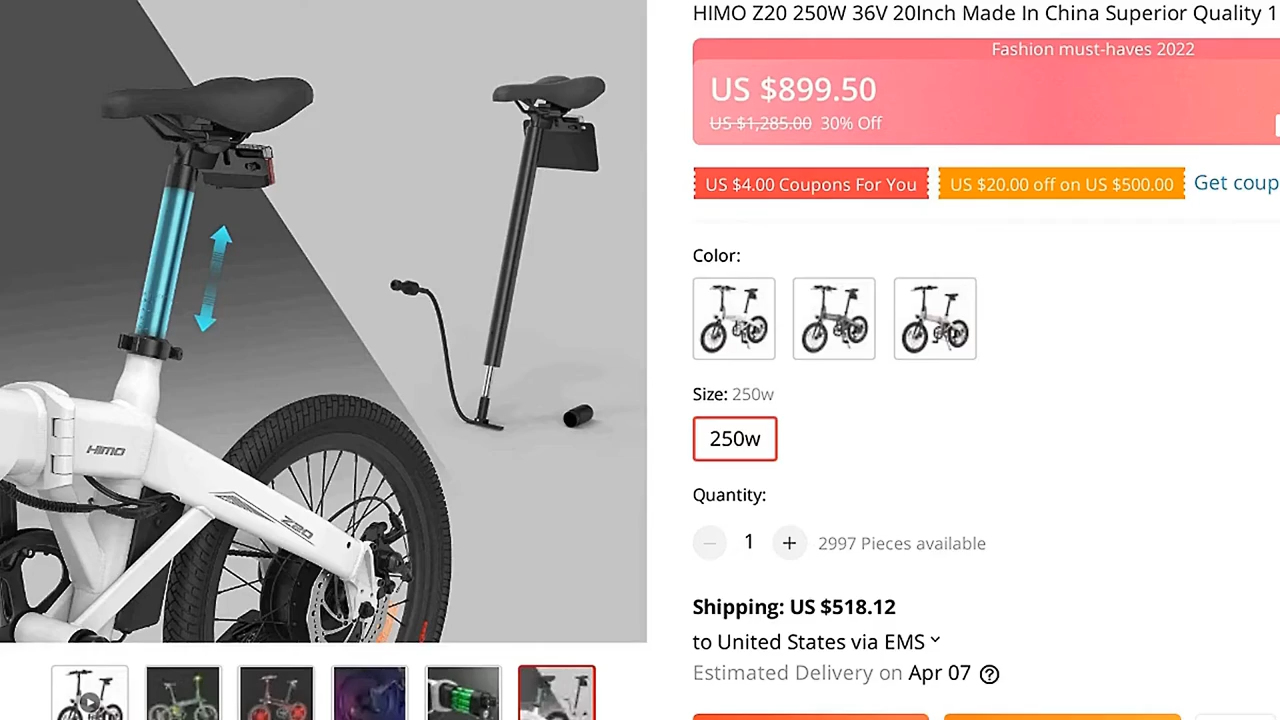 HIMO Z20 250W 36V 20Inch Made In China Superior Quality 1
Fashion must-haves 2022
US $899.50
US $1,285.00 30% Off
US $4.00 Coupons For You
US $20.00 off on US $500.00
Get coup
Color:
Size: 250w
250w
Quantity:
1
2997 Pieces available
Shipping: US $518.12
to United States via EMS
Estimated Delivery on Apr 07
HIMO
Z20